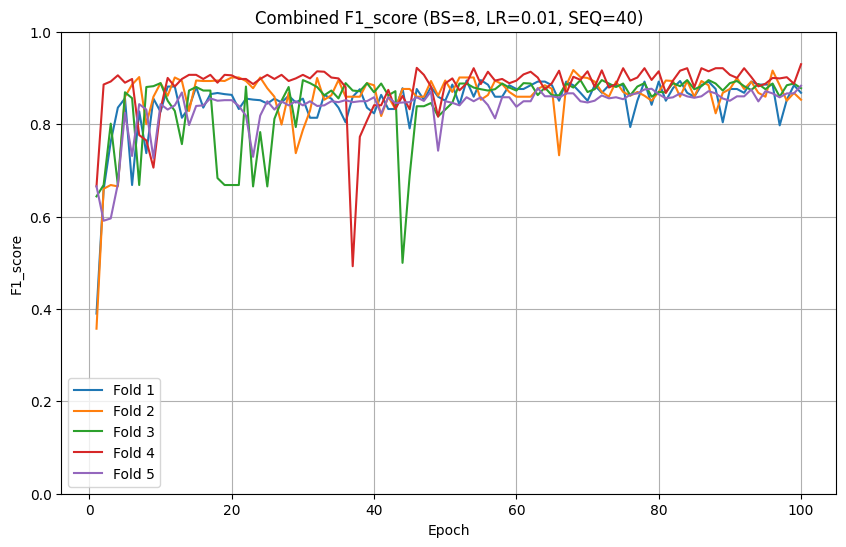 Combined F1_score (BS=8, LR=0.01, SEQ=40)
F1_score
1.0
0.8
0.6
0.4
0.2
0.0
Fold 1
Fold 2
Fold 3
Fold 4
Fold 5
0
20
40
60
80
100
Epoch